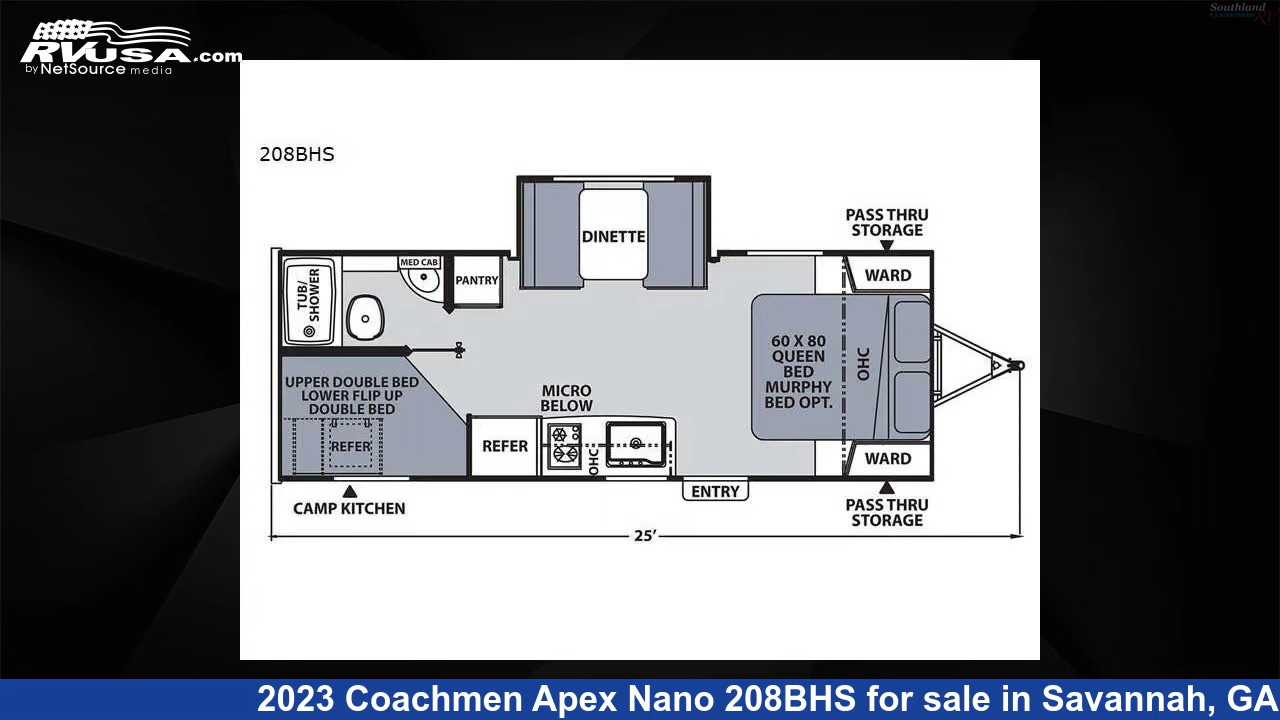 Southland
RV
RVUSA.com
by NetSource media
208BHS
PASS THRU
STORAGE
DINETTE
MED CAB
TUB/
SHOWER
PANTRY
WARD
60 X 80
QUEEN
BED
MURPHY
BED OPT.
OHC
UPPER DOUBLE BED
LOWER FLIP UP
DOUBLE BED
REFER
MICRO
BELOW
REFER
OHC
WARD
ENTRY
CAMP KITCHEN
PASS THRU
STORAGE
25’
2023 Coachmen Apex Nano 208BHS for sale in Savannah, GA